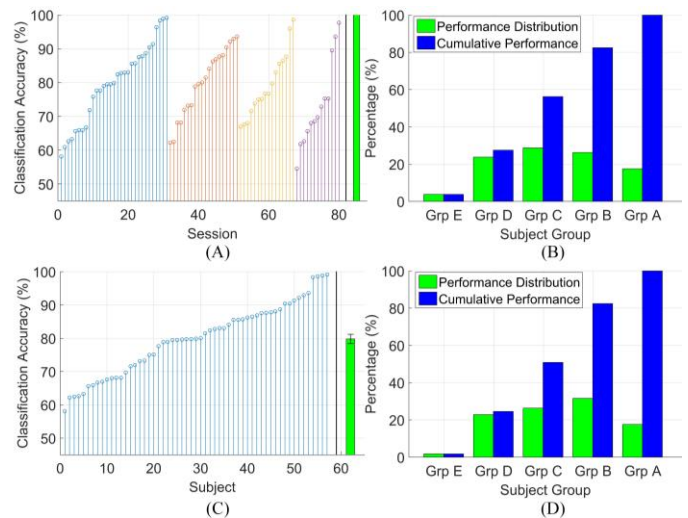 Classification Accuracy (%)
100
90
80
70
60
50
0
20
40
60
80
Session
(A)
Percentage (%)
100
80
60
40
20
0
Performance Distribution
Cumulative Performance
Grp E
Grp D
Grp C
Grp B
Grp A
Subject Group
(B)
Classification Accuracy (%)
100
90
80
70
60
50
0
10
20
30
40
50
60
Subject
(C)
Percentage (%)
100
80
60
40
20
0
Performance Distribution
Cumulative Performance
Grp E
Grp D
Grp C
Grp B
Grp A
Subject Group
(D)